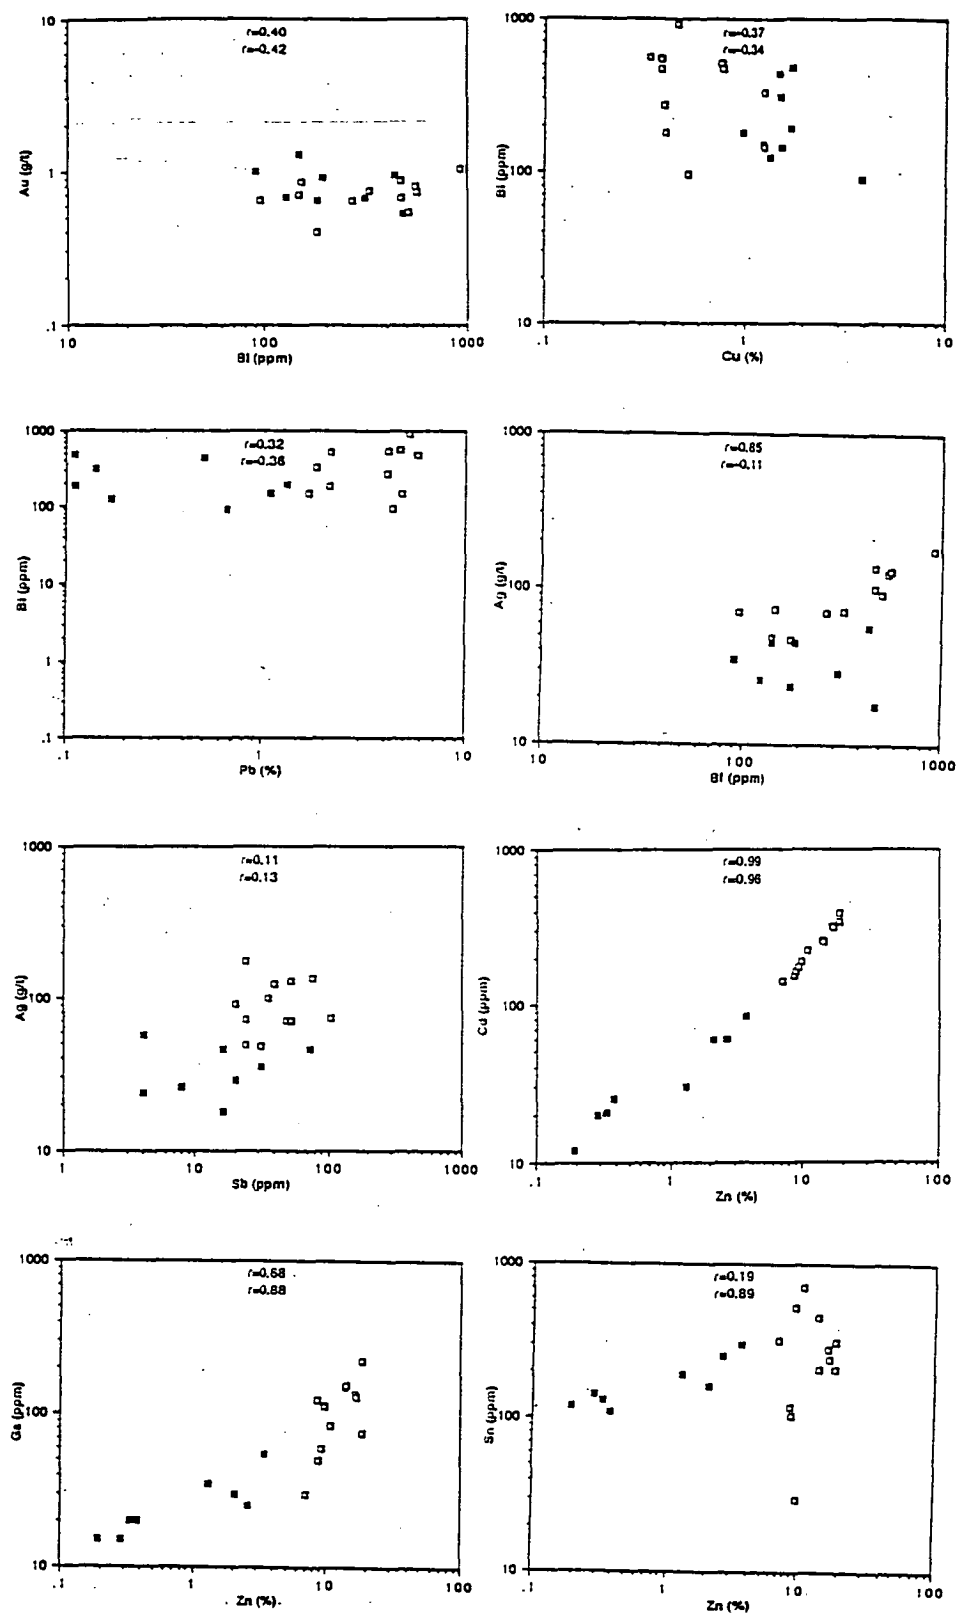 10
r=0.40
r=-0.42
Au (g/t)
1
.1
10
100
1000
BI (ppm)
1000
r=-0.37
r=-0.34
BI (ppm)
100
10
.1
1
10
Cu (%)
1000
r=0.32
r=-0.36
100
BI (ppm)
10
1
.1
.1
1
10
Pb (%)
1000
r=0.85
r=-0.11
Ag (g/t)
100
10
10
100
1000
BI (ppm)
1000
r=0.11
r=0.13
Ag (g/t)
100
10
1
10
100
1000
Sb (ppm)
1000
r=0.99
r=0.96
Cd (ppm)
100
10
.1
1
10
100
Zn (%)
1000
r=0.68
r=0.88
Ga (ppm)
100
10
.1
1
10
100
Zn (%)
1000
r=0.19
r=0.89
Sn (ppm)
100
10
.1
1
10
100
Zn (%)